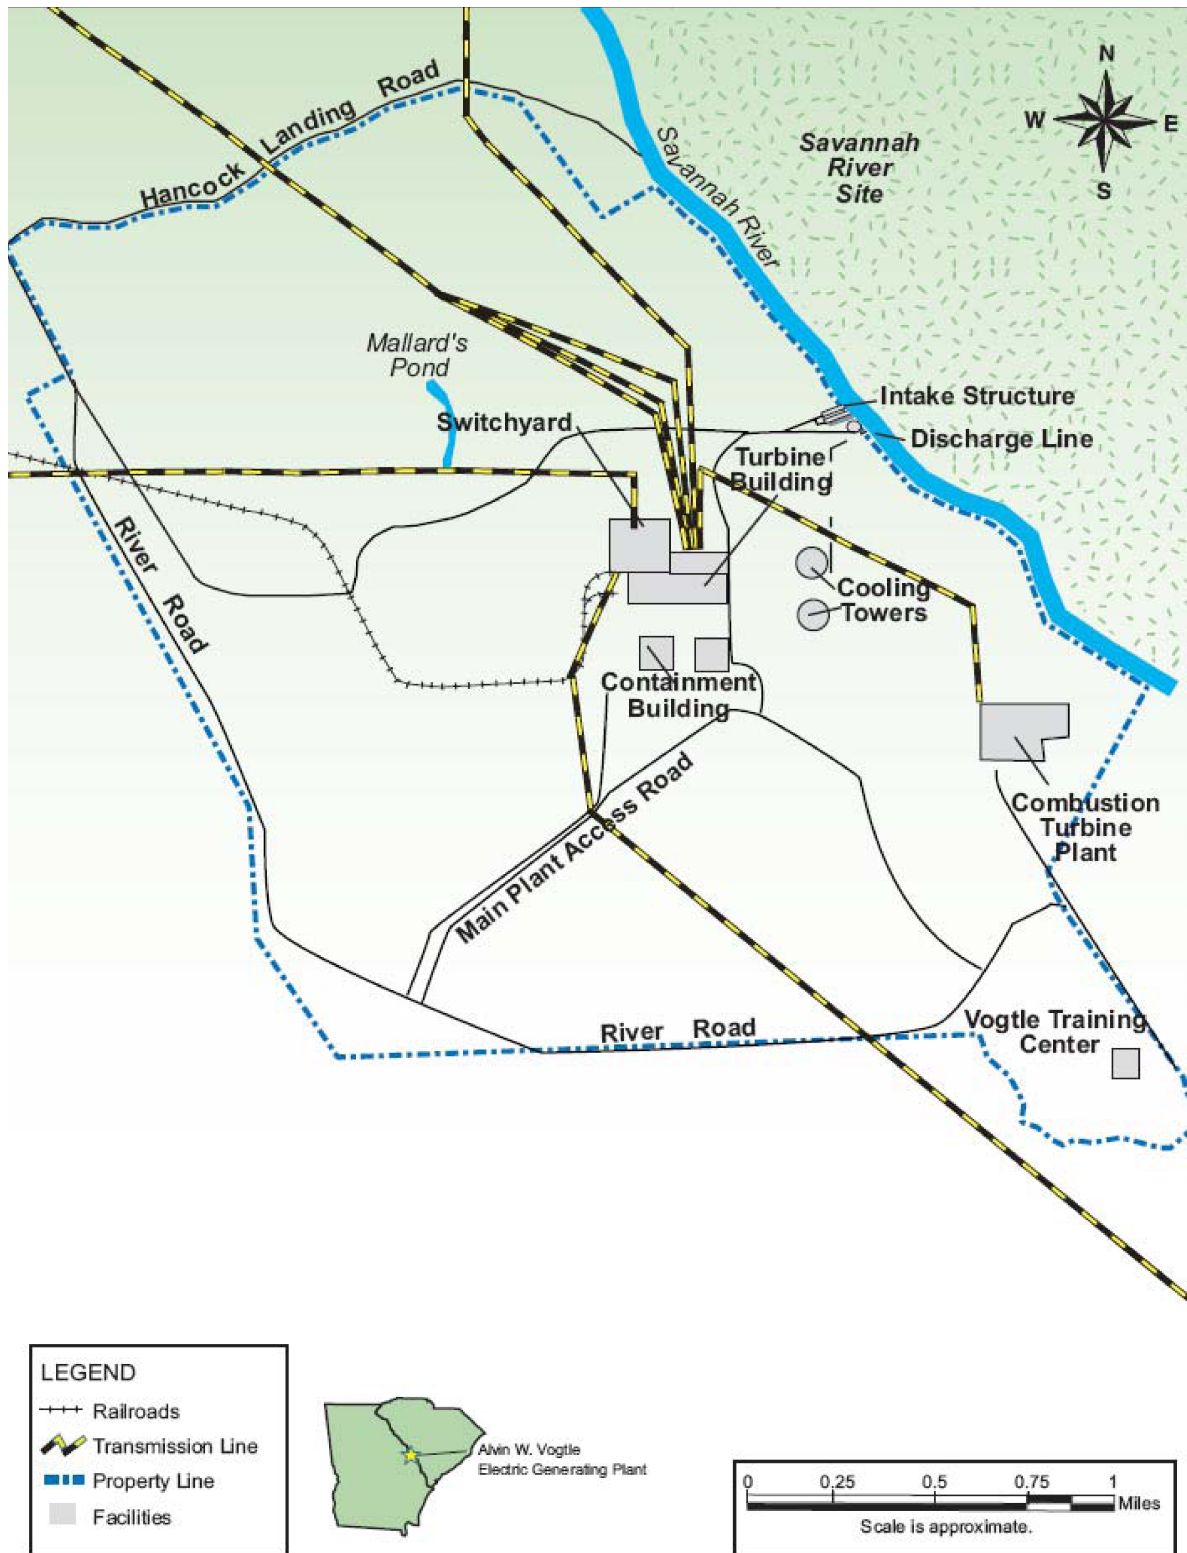 N
W
E
S
Hancock Landing Road
Savannah River
Savannah
River
Site
Mallard's
Pond
Switchyard
Intake Structure
Discharge Line
Turbine
Building
River Road
Cooling
Towers
Containment
Building
Main Plant Access Road
Combustion
Turbine
Plant
River Road
Vogtle Training
Center
LEGEND
Railroads
Transmission Line
Property Line
Facilities
Alvin W. Vogtle
Electric Generating Plant
0 0.25 0.5 0.75 1
Miles
Scale is approximate.